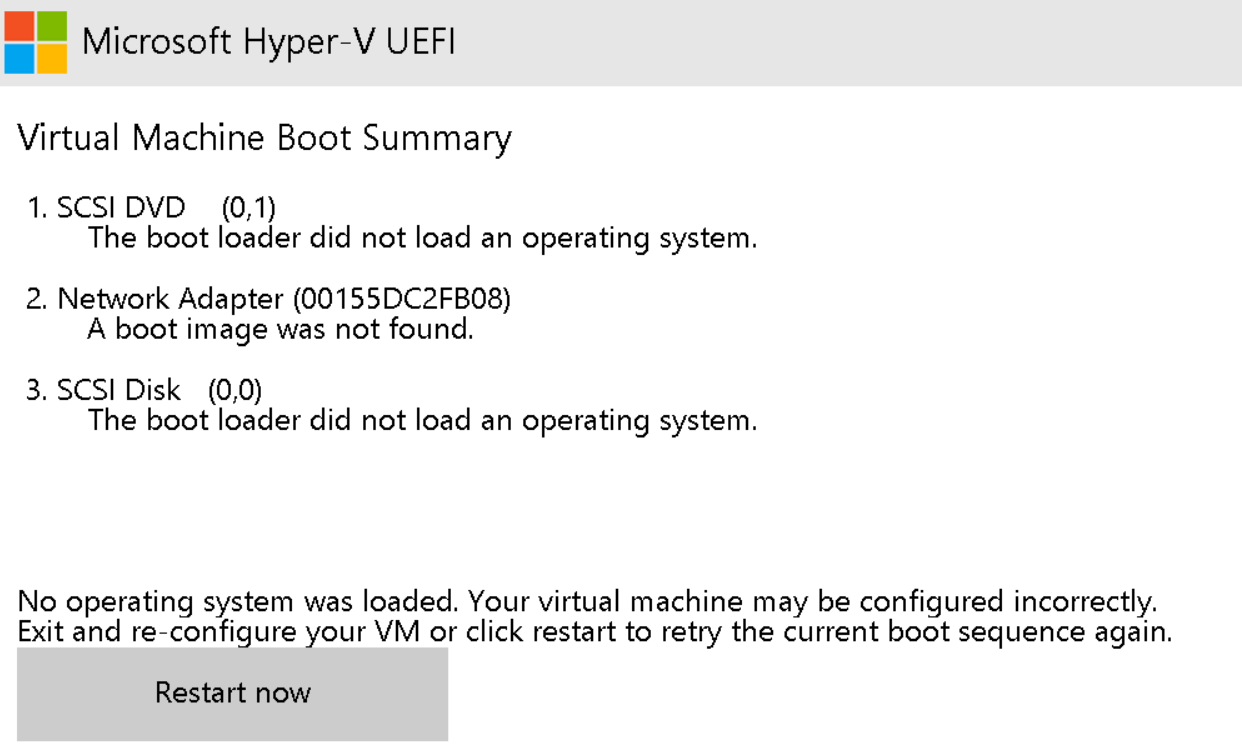 Microsoft Hyper-V UEFI
Virtual Machine Boot Summary
1. SCSI DVD (0,1)
The boot loader did not load an operating system.
2. Network Adapter (00155DC2FB08)
A boot image was not found.
3. SCSI Disk (0,0)
The boot loader did not load an operating system.
No operating system was loaded. Your virtual machine may be configured incorrectly.
Exit and re-configure your VM or click restart to retry the current boot sequence again.
Restart now